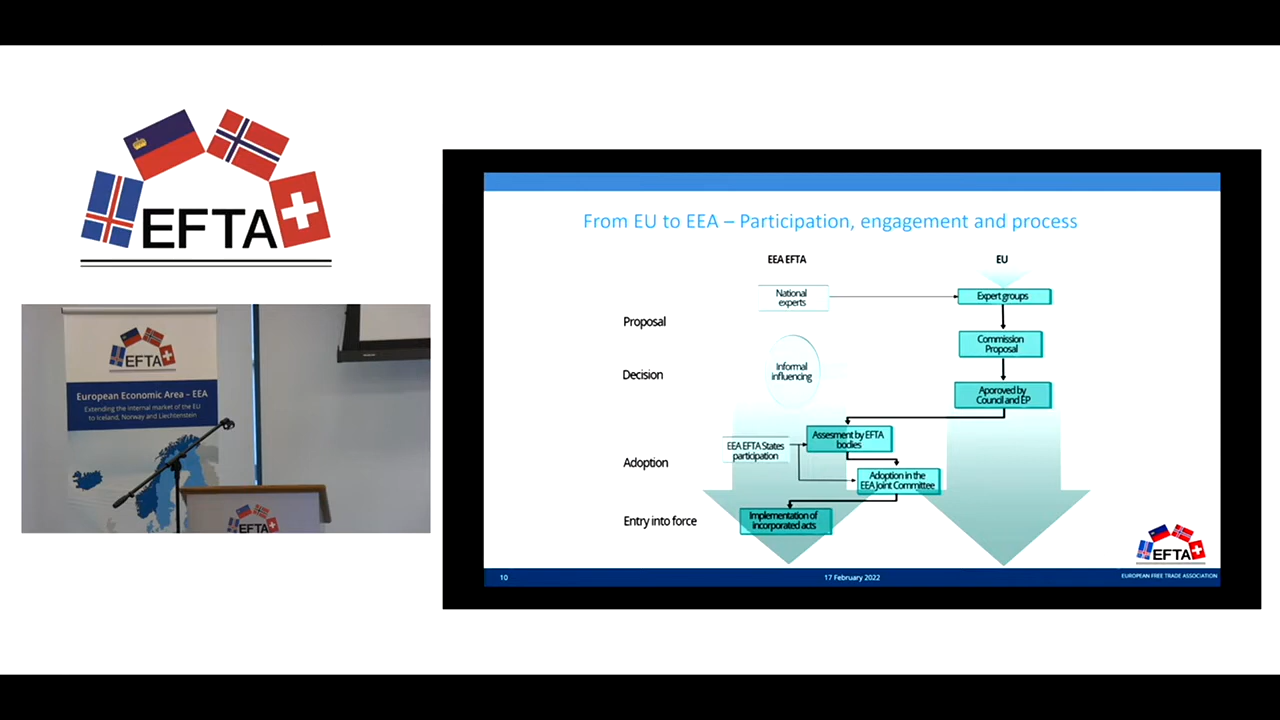 EFTA
EFTA
European Economic Area – EEA
Extending the internal market of the EU
to Iceland, Norway and Liechtenstein
EFTA
From EU to EEA – Participation, engagement and process
EEA EFTA
EU
National
experts
Expert groups
Proposal
Commission
Proposal
Decision
Informal
influencing
Aporoved by
Council and EP
Assesment by EFTA
bodies
EEA EFTA States
participation
Adoption
Adoption in the
EEA Joint Committee
Entry into force
Implementation of
incorporated acts
EFTA
EUROPEAN FREE TRADE ASSOCIATION
10
17 February 2022